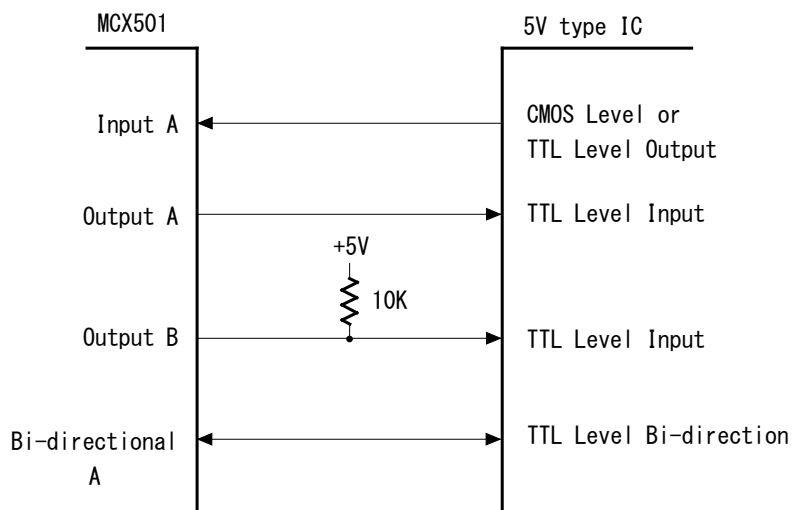 MCX501
5V type IC
Input A
CMOS Level or
TTL Level Output
Output A
TTL Level Input
+5V
10K
Output B
TTL Level Input
Bi-directional
A
TTL Level Bi-direction